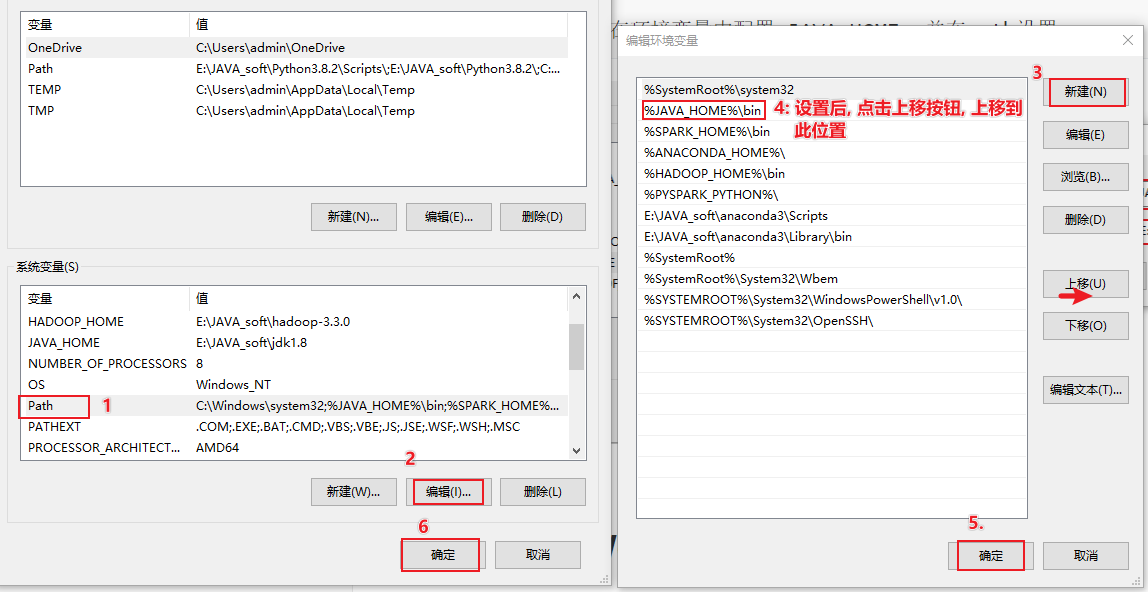 变量 值
OneDrive C:\Users\admin\OneDrive
Path E:\JAVA_soft\Python3.8.2\Scripts\;E:\JAVA_soft\Python3.8.2\;C:...
TEMP C:\Users\admin\AppData\Local\Temp
TMP C:\Users\admin\AppData\Local\Temp
新建(N)... 编辑(E)... 删除(D)
系统变量(S)
变量 值
HADOOP_HOME E:\JAVA_soft\hadoop-3.3.0
JAVA_HOME E:\JAVA_soft\jdk1.8
NUMBER_OF_PROCESSORS 8
OS Windows_NT
Path C:\Windows\system32;%JAVA_HOME%\bin;%SPARK_HOME%...
1
PATHEXT .COM;.EXE;.BAT;.CMD;.VBS;.VBE;.JS;.JSE;.WSF;.WSH;.MSC
PROCESSOR_ARCHITECT... AMD64
2
新建(W)... 编辑(I)... 删除(L)
6
确定 取消
编辑环境变量
%SystemRoot%\system32
%JAVA_HOME%\bin
4: 设置后, 点击上移按钮, 上移到
此位置
%SPARK_HOME%\bin
%ANACONDA_HOME%\
%HADOOP_HOME%\bin
%PYSPARK_PYTHON%\
E:\JAVA_soft\anaconda3\Scripts
E:\JAVA_soft\anaconda3\Library\bin
%SystemRoot%
%SystemRoot%\System32\Wbem
%SYSTEMROOT%\System32\WindowsPowerShell\v1.0\
%SYSTEMROOT%\System32\OpenSSH\
3
新建(N)
编辑(E)
浏览(B)...
删除(D)
上移(U)
下移(O)
编辑文本(T)...
5.
确定 取消